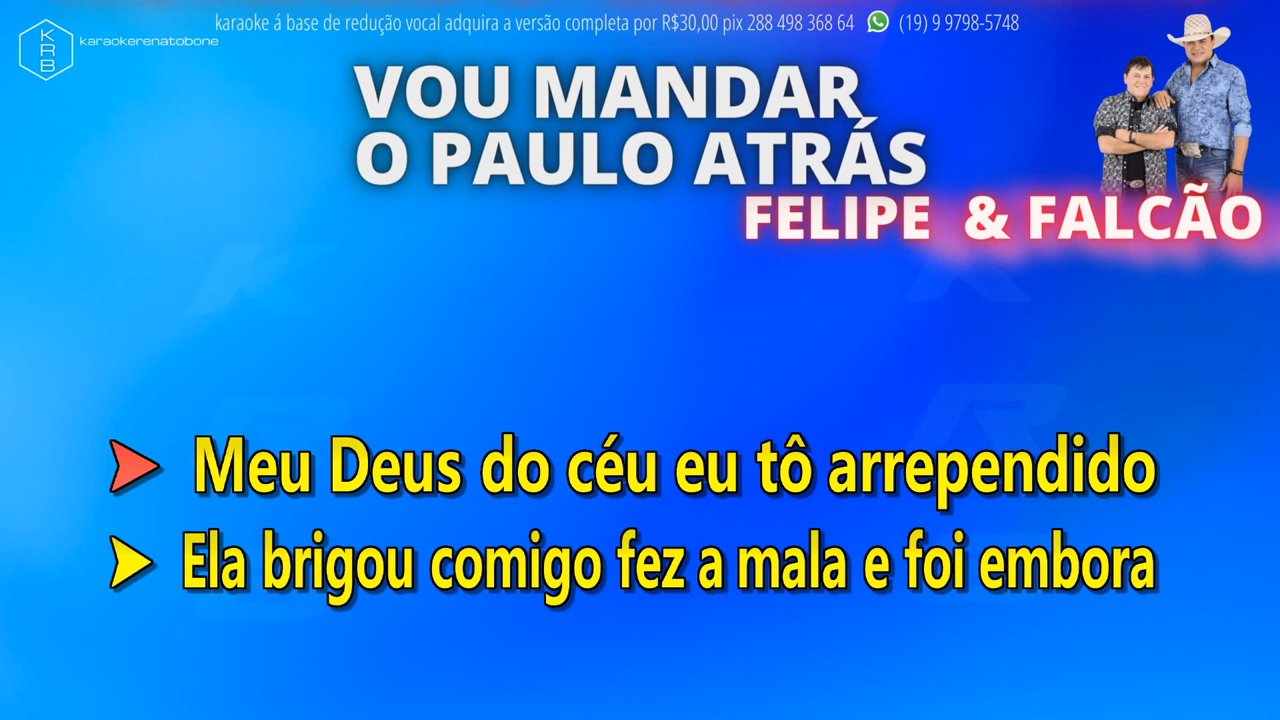 karaoke á base de redução vocal adquira a versão completa por R$30,00 pix 288 498 368 64 (19) 9 9798-5748
KRB karaokerenatobone
VOU MANDAR
O PAULO ATRÁS
FELIPE & FALCÃO
Meu Deus do céu eu tô arrependido
Ela brigou comigo fez a mala e foi embora